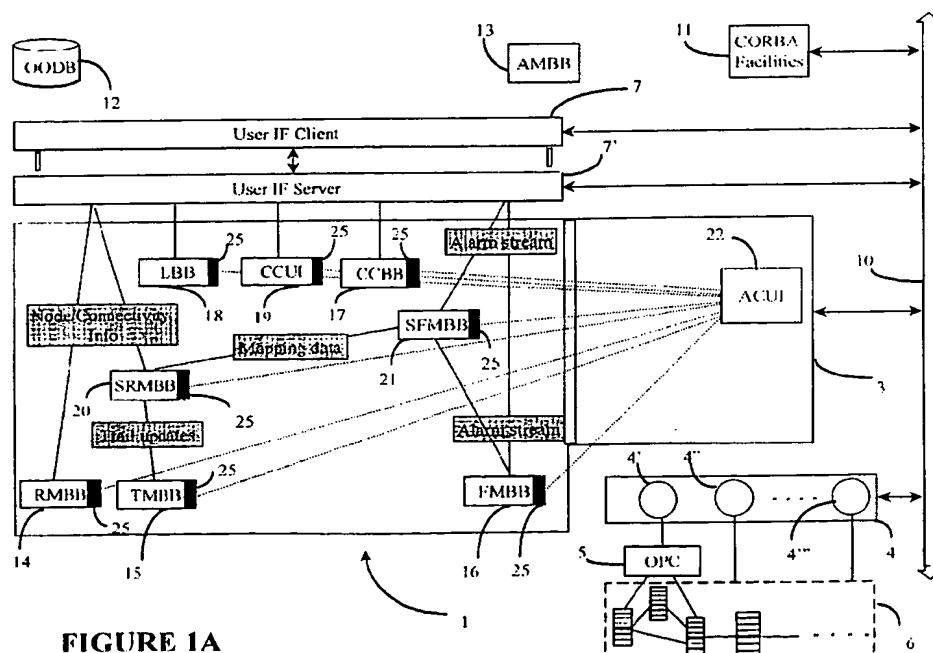 13
11
OODB
AMBB
CORBA
Facilities
12
7
User IF Client
7'
User IF Server
25
25
25
Alarm stream
22
LBB
CCUI
CCBB
ACUI
10
Node/Connectivity
Info
18
19
17
SFMBB
Mapping data
21
25
3
SRMBB
20
25
Trail updates
Alarm stream
4'
4''
25
RMBB
TMBB
FMBB
. . . .
25
14
15
16
25
5
OPC
4'''
4
1
6
. . . . .
FIGURE 1A